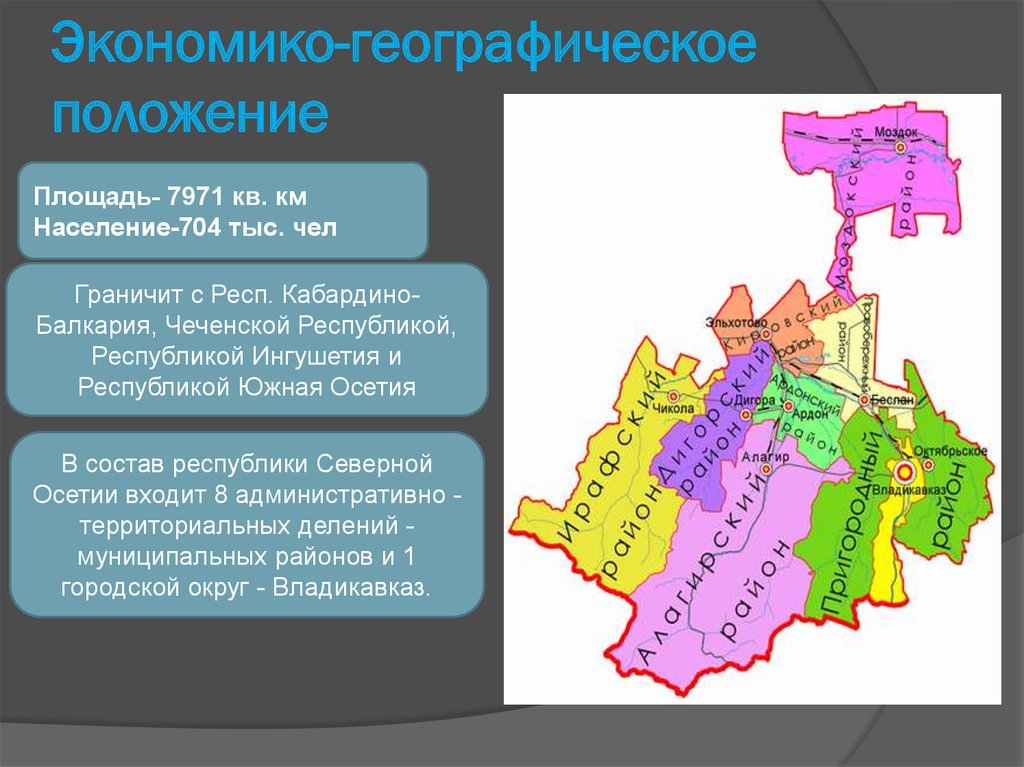 Экономико-географическое
положение
Площадь- 7971 кв. км
Население-704 тыс. чел
Граничит с Респ. Кабардино-
Балкария, Чеченской Республикой,
Республикой Ингушетия и
Республикой Южная Осетия
В состав республики Северной
Осетии входит 8 административно -
территориальных делений -
муниципальных районов и 1
городской округ - Владикавказ.
Моздок
Моздокский
район
Эльхотово
Кировский
район
Правобережный
район
Ирафский
район
Чикола
Дигорский
район
Дигора
Ардонский
район
Ардон
Беслан
Алагир
Алагирский
район
Пригородный
район
Октябрьское
Владикавказ